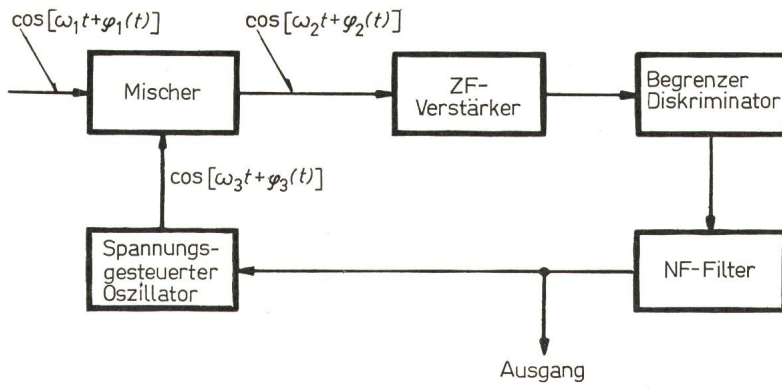 cos[ω₁t+φ₁(t)]
cos[ω₂t+φ₂(t)]
Mischer
ZF-
Verstärker
Begrenzer
Diskriminator
cos[ω₃t+φ₃(t)]
Spannungs-
gesteuerter
Oszillator
NF-Filter
Ausgang